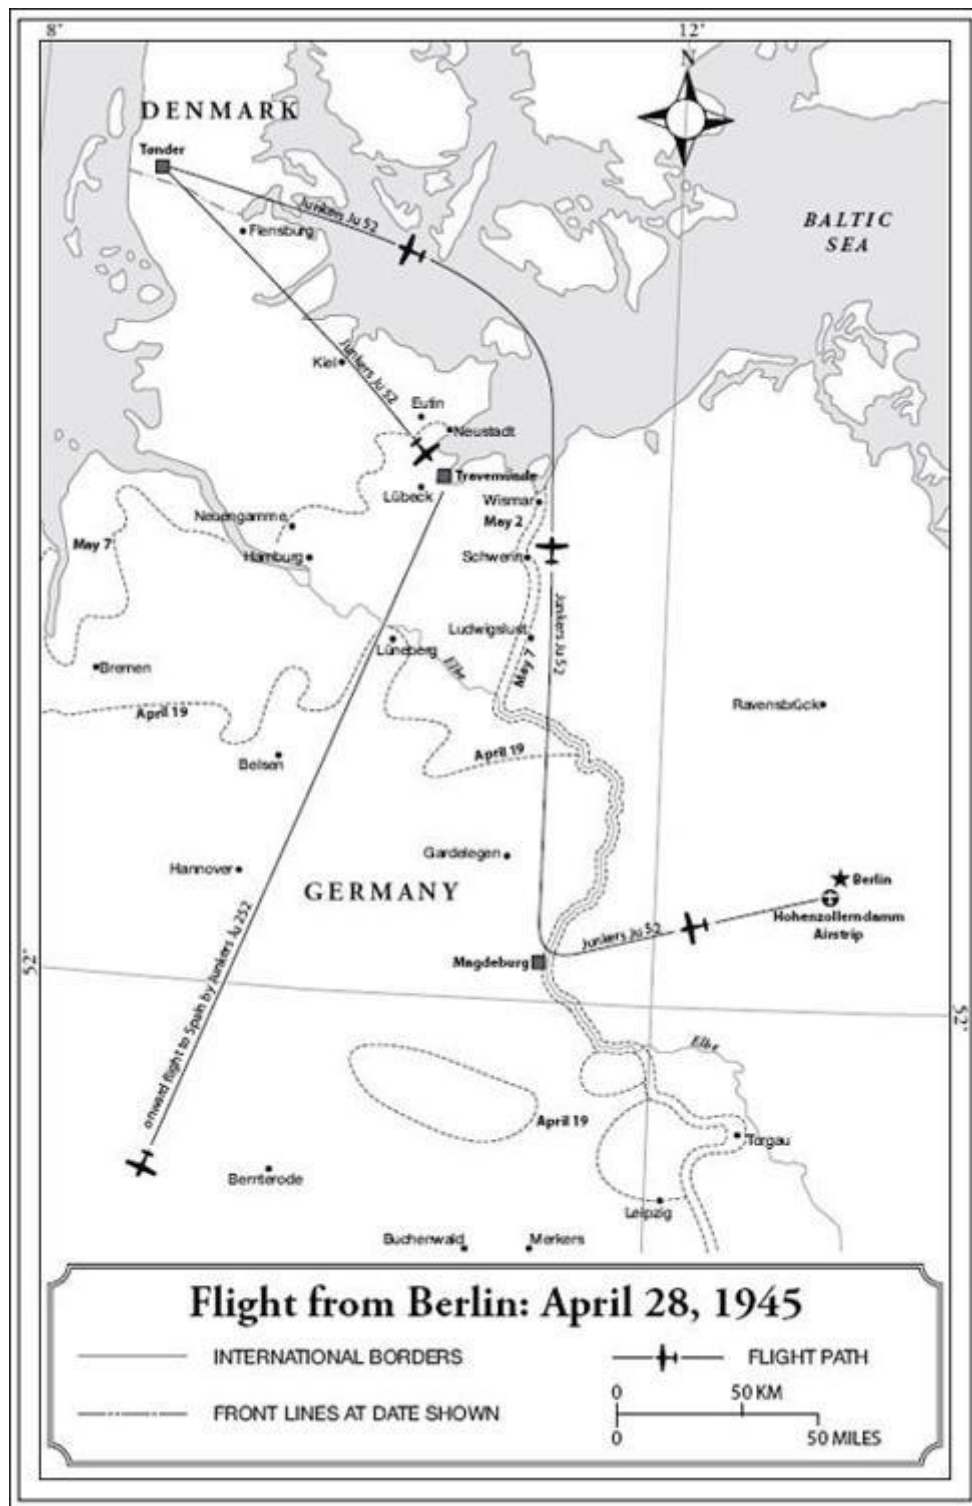 8°
12°
N
DENMARK
Tønder
BALTIC
SEA
Junkers Ju 52
Flensburg
Kiel
Junkers Ju 52
Eutin
Neustadt
Travemünde
Lübeck
Wismar
May 2
Neuengamme
May 7
Hamburg
Schwerin
Junkers Ju 52
Ludwigslust
Lüneberg
Elbe
May 7
Bremen
April 19
Ravensbrück
Belsen
April 19
Gardelegen
Hannover
GERMANY
Berlin
Hohenzollerndamm
Airstrip
Junkers Ju 52
Magdeburg
52°
52°
onward flight to Spain by Junkers Ju 252
Elbe
April 19
Torgau
Bernterode
Leipzig
Buchenwald
Merkers
Flight from Berlin: April 28, 1945
INTERNATIONAL BORDERS
FLIGHT PATH
FRONT LINES AT DATE SHOWN
0 50 KM
0 50 MILES